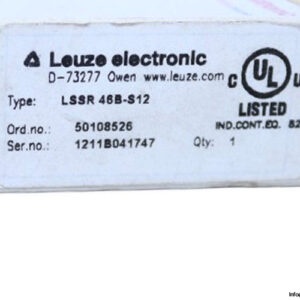 Leuze electronic
D-73277 Owen www.leuze.com
Type: LSSR 46B-S12
Ord.no.: 50108526
Ser.no.: 1211B041747 Qty: 1
C UL U
LISTED
IND.CONT.EQ. 82